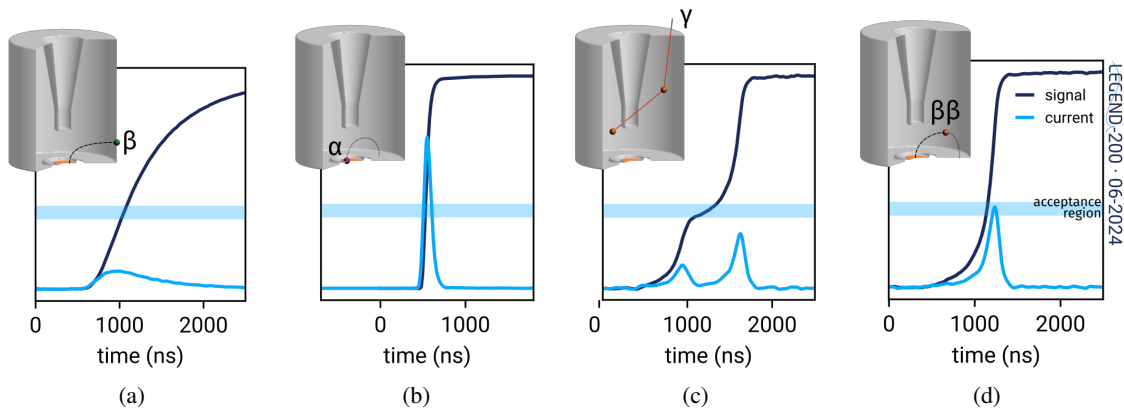 β
0
1000
2000
time (ns)
(a)
α
0
1000
time (ns)
(b)
γ
0
1000
2000
time (ns)
(c)
ββ
signal
current
acceptance
region
0
1000
2000
time (ns)
(d)
LEGEND-200 · 06-2024